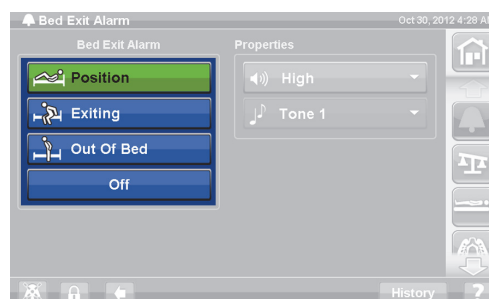 Bed Exit Alarm
Oct 30, 2012 4:28 A
Bed Exit Alarm
Properties
Position
High
Exiting
Tone 1
Out Of Bed
Off
History
?